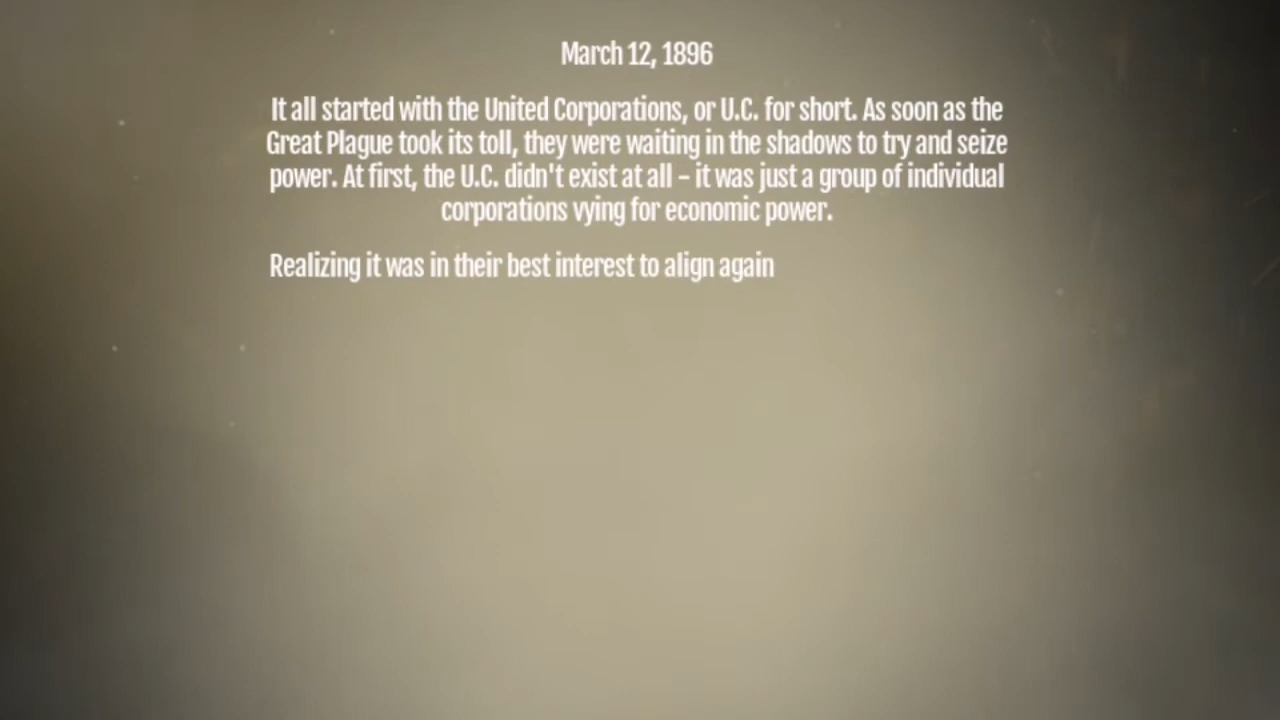 March 12, 1896
It all started with the United Corporations, or U.C. for short. As soon as the
Great Plague took its toll, they were waiting in the shadows to try and seize
power. At first, the U.C. didn't exist at all – it was just a group of individual
corporations vying for economic power.
Realizing it was in their best interest to align again